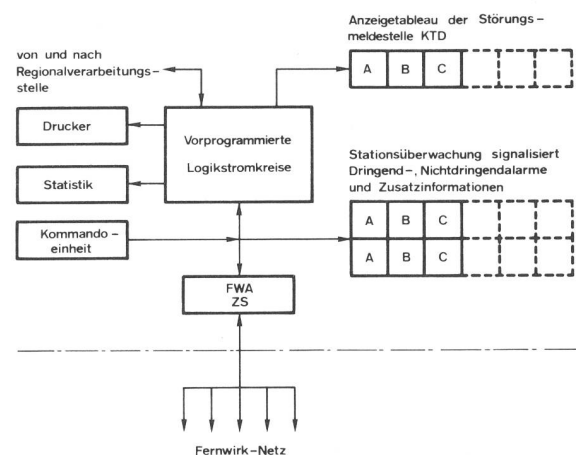 Anzeigetableau der Störungs-
meldestelle KTD
von und nach
Regionalverarbeitungs-
stelle
A B C
Drucker
Vorprogrammierte
Logikstromkreise
Statistik
Stationsüberwachung signalisiert
Dringend-, Nichtdringendalarme
und Zusatzinformationen
Kommando-
einheit
A B C
A B C
FWA
ZS
Fernwirk-Netz